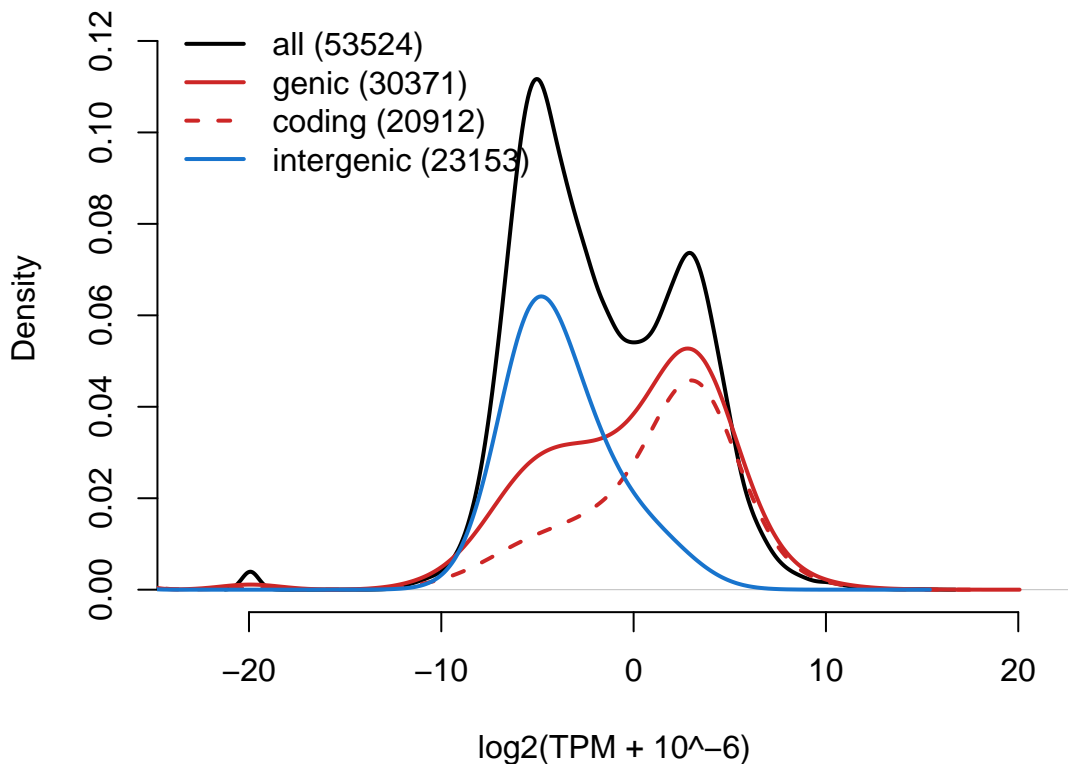 all (53524)
genic (30371)
coding (20912)
intergenic (23153)
0.12
0.10
0.08
0.06
0.04
0.02
0.00
Density
−20 −10 0 10 20
log2(TPM + 10^−6)